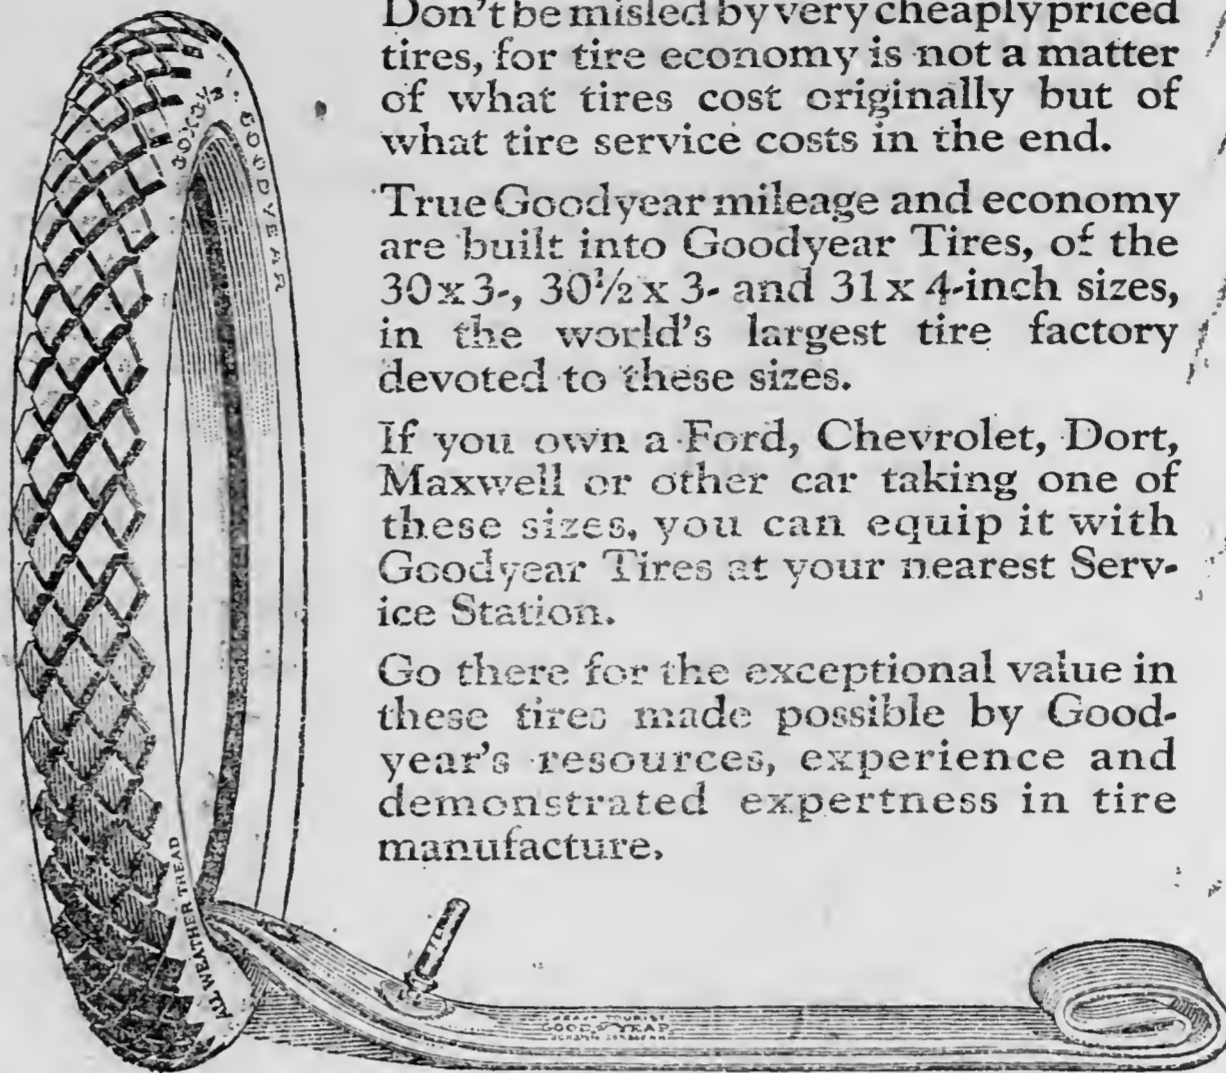 Don't be misled by very cheaply priced
tires, for tire economy is not a matter
of what tires cost originally but of
what tire service costs in the end.
True Goodyear mileage and economy
are built into Goodyear Tires, of the
30x3-, 30½x3- and 31x4-inch sizes,
in the world's largest tire factory
devoted to these sizes.
If you own a Ford, Chevrolet, Dort,
Maxwell or other car taking one of
these sizes, you can equip it with
Goodyear Tires at your nearest Serv-
ice Station.
Go there for the exceptional value in
these tires made possible by Good-
year's resources, experience and
demonstrated expertness in tire
manufacture.
30x3½ GOODYEAR
ALL WEATHER TREAD
TOURIST
GOODYEAR